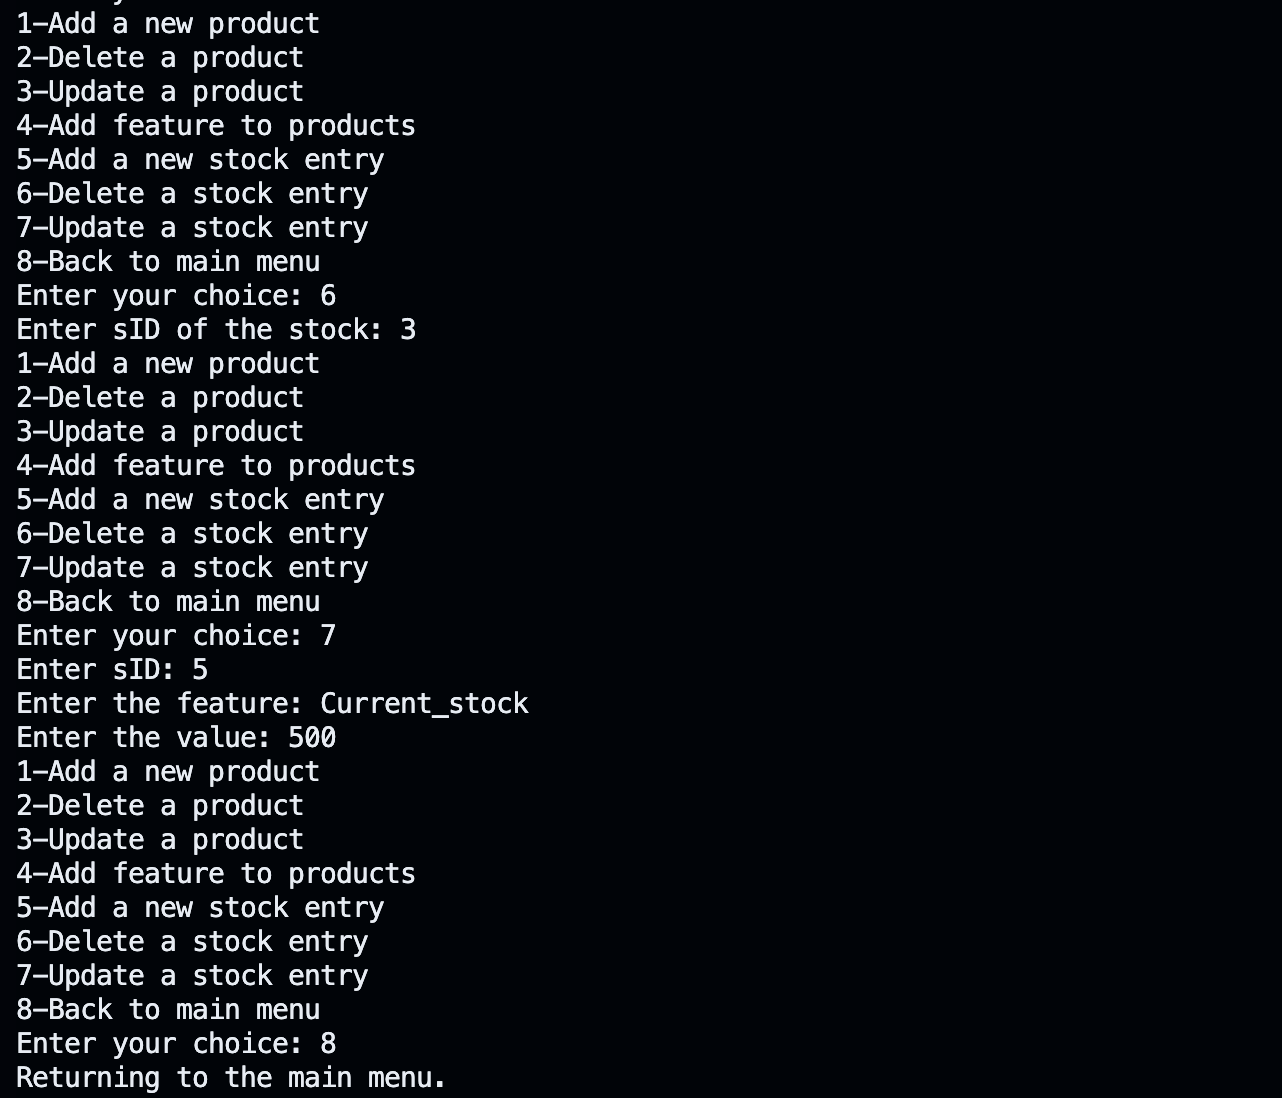 1-Add a new product
2-Delete a product
3-Update a product
4-Add feature to products
5-Add a new stock entry
6-Delete a stock entry
7-Update a stock entry
8-Back to main menu
Enter your choice: 6
Enter sID of the stock: 3
1-Add a new product
2-Delete a product
3-Update a product
4-Add feature to products
5-Add a new stock entry
6-Delete a stock entry
7-Update a stock entry
8-Back to main menu
Enter your choice: 7
Enter sID: 5
Enter the feature: Current_stock
Enter the value: 500
1-Add a new product
2-Delete a product
3-Update a product
4-Add feature to products
5-Add a new stock entry
6-Delete a stock entry
7-Update a stock entry
8-Back to main menu
Enter your choice: 8
Returning to the main menu.